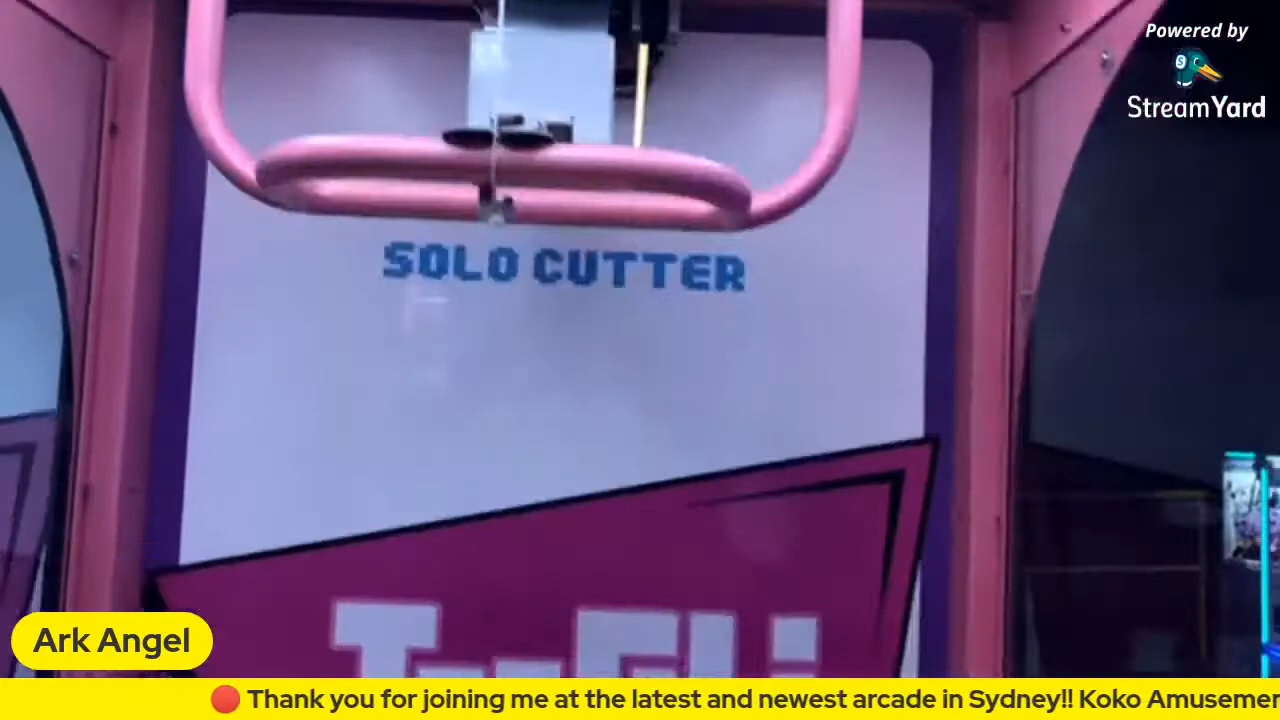 Powered by
StreamYard
SOLO CUTTER
Ark Angel
Thank you for joining me at the latest and newest arcade in Sydney!! Koko